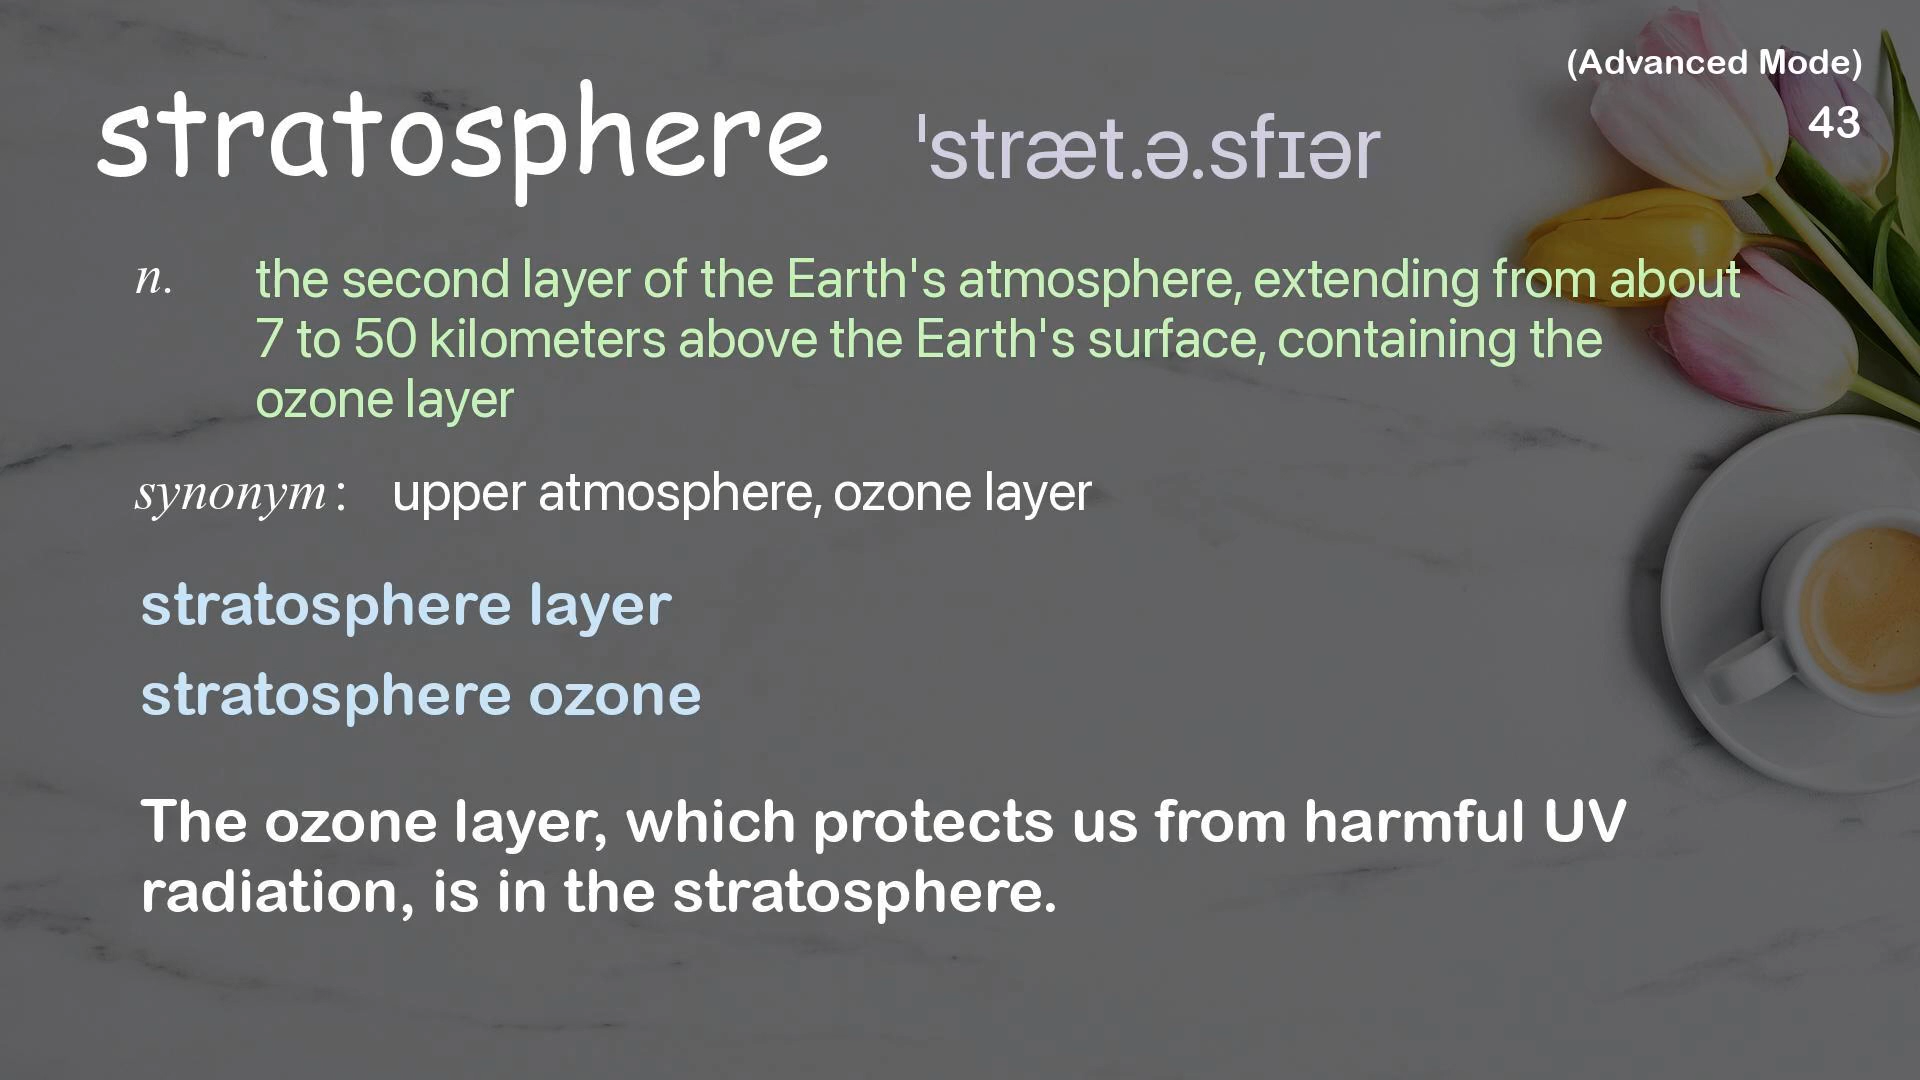 (Advanced Mode)
stratosphere ˈstræt.ə.sfɪər
43
n. the second layer of the Earth's atmosphere, extending from about
7 to 50 kilometers above the Earth's surface, containing the
ozone layer
synonym: upper atmosphere, ozone layer
stratosphere layer
stratosphere ozone
The ozone layer, which protects us from harmful UV
radiation, is in the stratosphere.